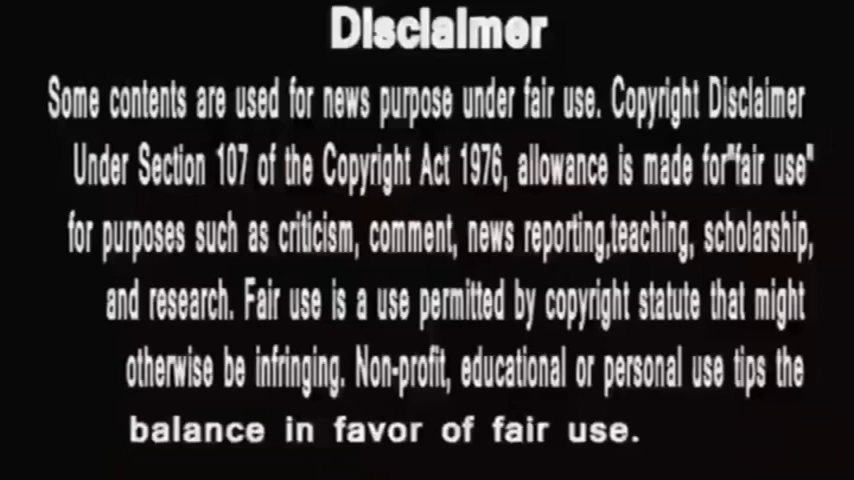 Disclaimer
Some contents are used for news purpose under fair use. Copyright Disclaimer
Under Section 107 of the Copyright Act 1976, allowance is made for"fair use"
for purposes such as criticism, comment, news reporting,teaching, scholarship,
and research. Fair use is a use permitted by copyright statute that might
otherwise be infringing. Non-profit, educational or personal use tips the
balance in favor of fair use.